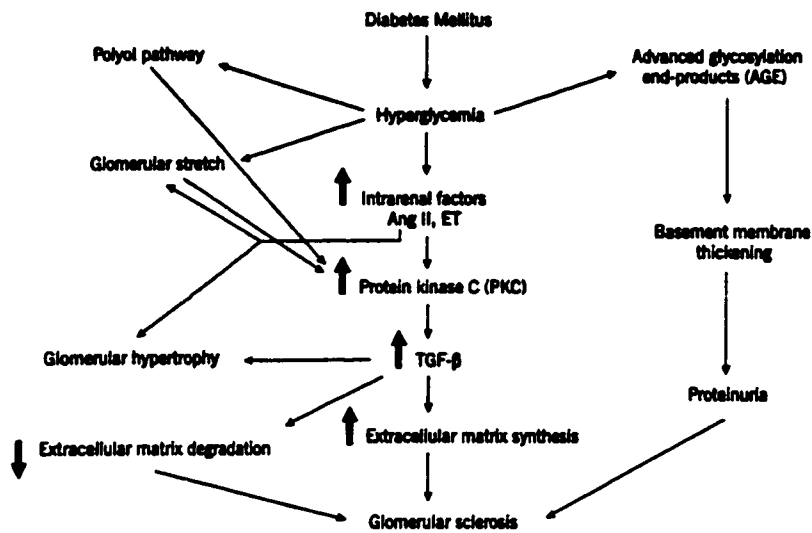 Diabetes Mellitus
Polyol pathway
Advanced glycosylation
end-products (AGE)
Hyperglycemia
Glomerular stretch
Intrarenal factors
Ang II, ET
Basement membrane
thickening
Protein kinase C (PKC)
Glomerular hypertrophy
TGF-β
Proteinuria
Extracellular matrix synthesis
Extracellular matrix degradation
Glomerular sclerosis